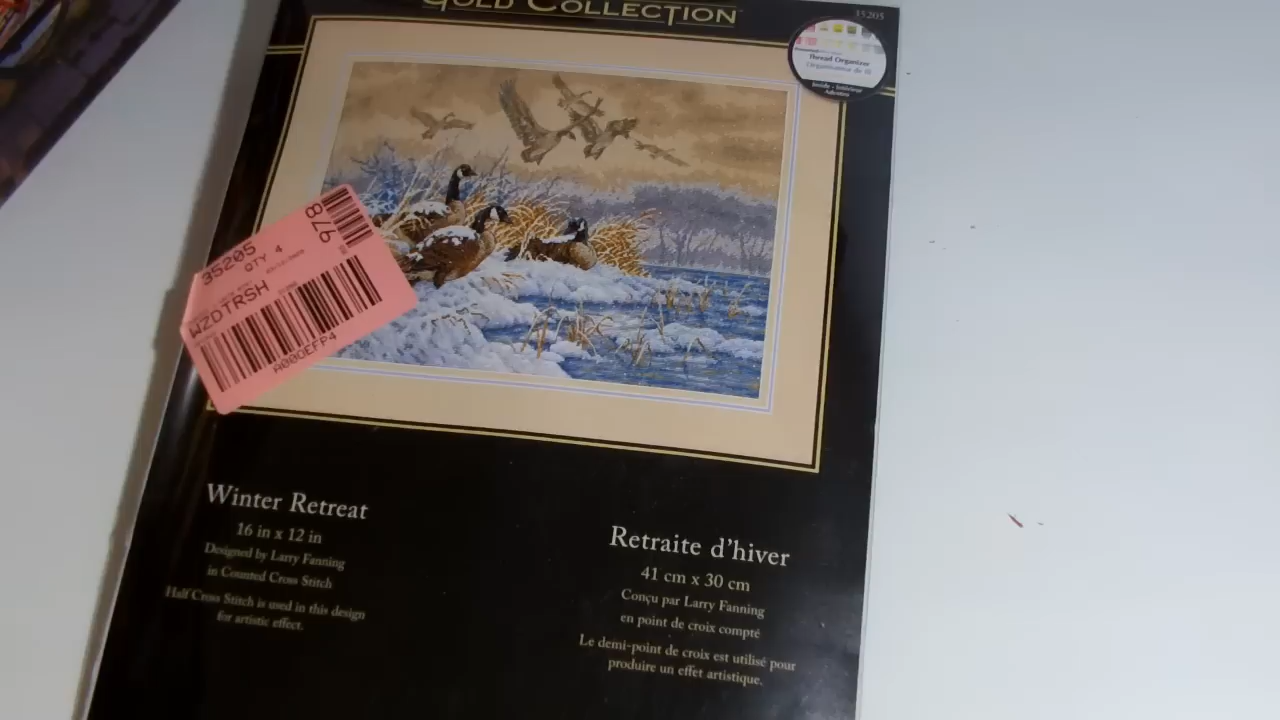 GOLD COLLECTION
35205
Thread Organizer
876
35205
QTY 4
WZDTRSH
A000EFP4
Winter Retreat
16 in x 12 in
Designed by Larry Fanning
in Counted Cross Stitch
Half Cross Stitch is used in this design
for artistic effect.
Retraite d'hiver
41 cm x 30 cm
Conçu par Larry Fanning
en point de croix compté
Le demi-point de croix est utilisé pour
produire un effet artistique.